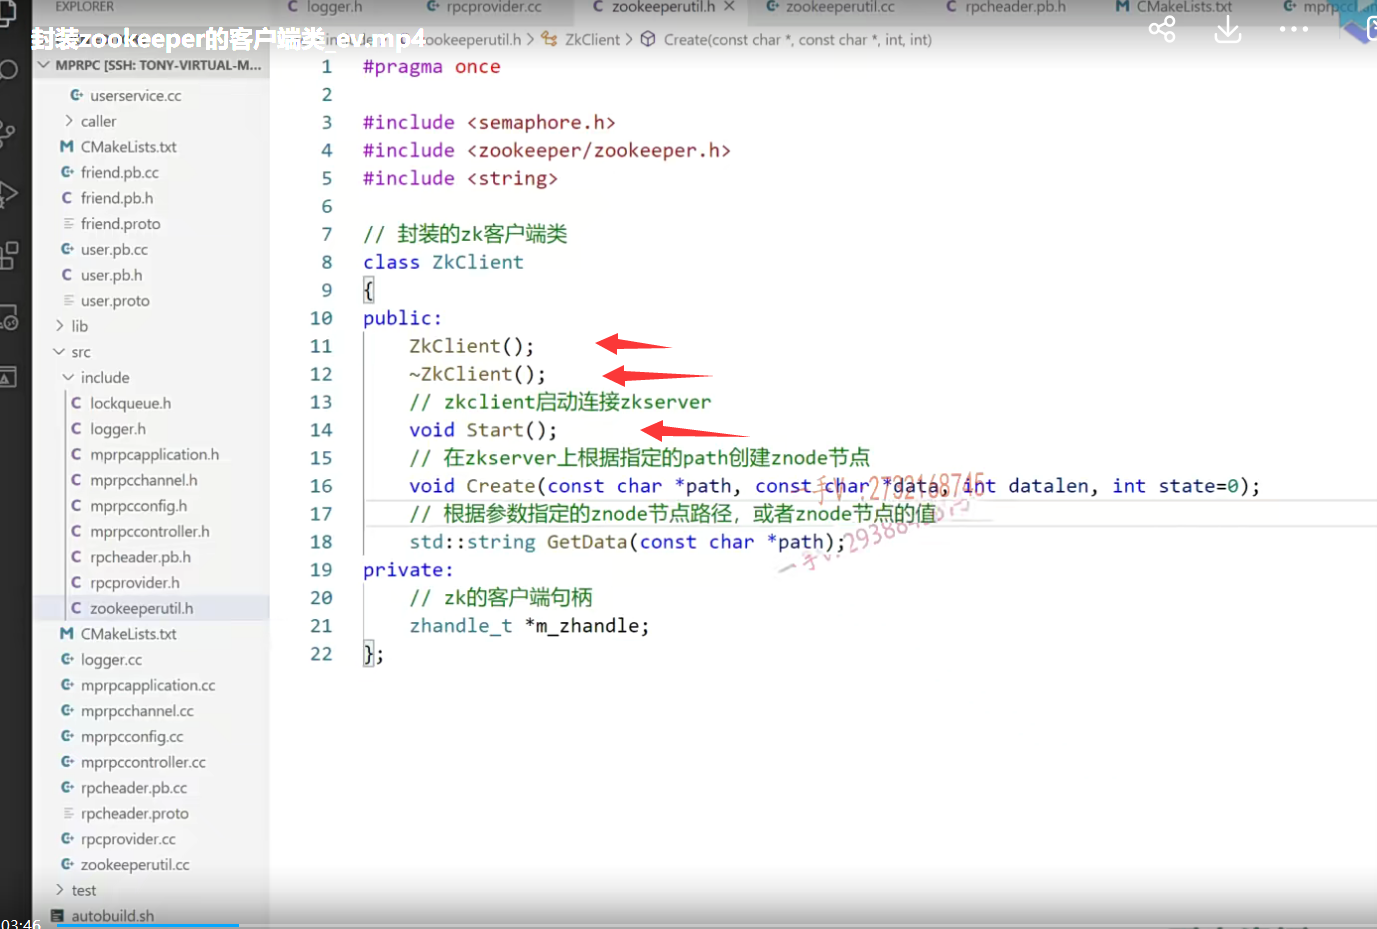 EXPLORER
logger.h
rpcprovider.cc
zookeeperutil.h
zookeeperutil.cc
rpcheader.pb.h
CMakeLists.txt
封装zookeeper的客户端类_ev.mp4
zookeeperutil.h > ZkClient > Create(const char *, const char *, int, int)
MPRPC [SSH: TONY-VIRTUAL-M...
userservice.cc
caller
CMakeLists.txt
friend.pb.cc
friend.pb.h
friend.proto
user.pb.cc
user.pb.h
user.proto
lib
src
include
lockqueue.h
logger.h
mprpcapplication.h
mprpcchannel.h
mprpcconfig.h
mprpccontroller.h
rpcheader.pb.h
rpcprovider.h
zookeeperutil.h
CMakeLists.txt
logger.cc
mprpcapplication.cc
mprpcchannel.cc
mprpcconfig.cc
mprpccontroller.cc
rpcheader.pb.cc
rpcheader.proto
rpcprovider.cc
zookeeperutil.cc
test
autobuild.sh
03:46
1 #pragma once
2
3 #include <semaphore.h>
4 #include <zookeeper/zookeeper.h>
5 #include <string>
6
7 // 封装的zk客户端类
8 class ZkClient
9 {
10 public:
11 ZkClient();
12 ~ZkClient();
13 // zkclient启动连接zkserver
14 void Start();
15 // 在zkserver上根据指定的path创建znode节点
16 void Create(const char *path, const char *data, int datalen, int state=0);
17 // 根据参数指定的znode节点路径，或者znode节点的值
18 std::string GetData(const char *path);
19 private:
20 // zk的客户端句柄
21 zhandle_t *m_zhandle;
22 };